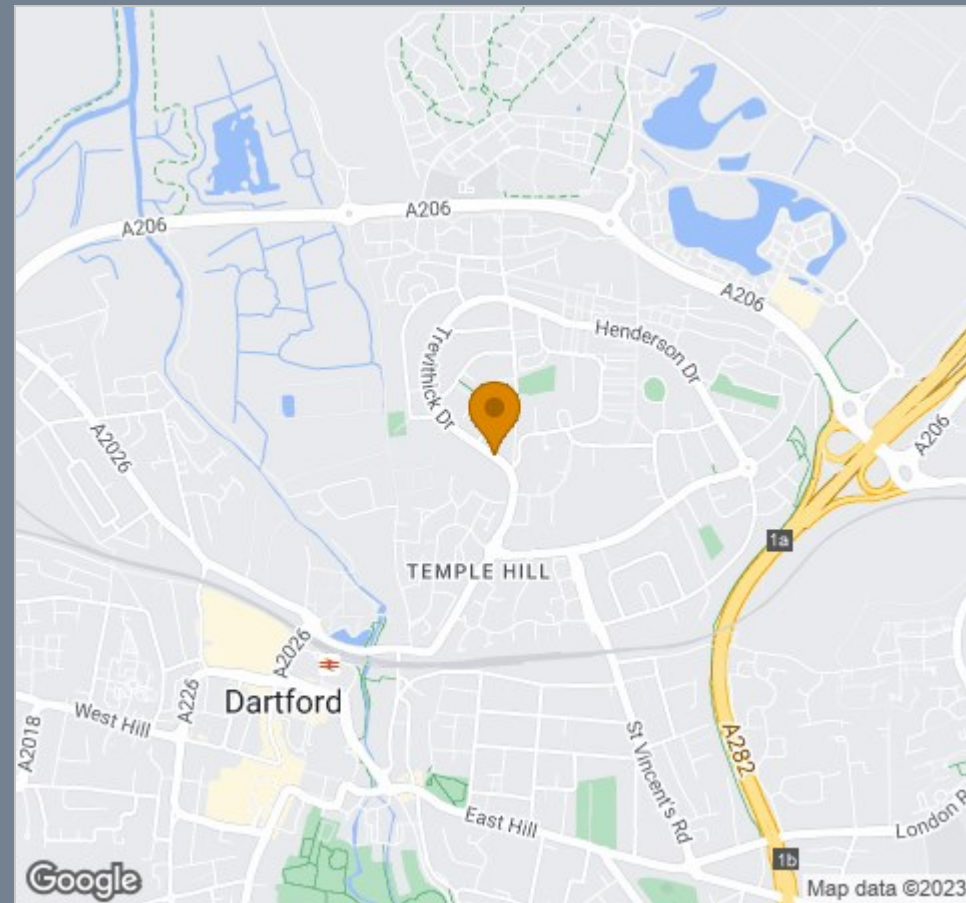 A206
A206
A206
Henderson Dr
Trevithick Dr
A206
A2026
1a
TEMPLE HILL
A2026
Dartford
A226
West Hill
A2018
St Vincent's Rd
A282
East Hill
London R
1b
Google
Map data ©2023